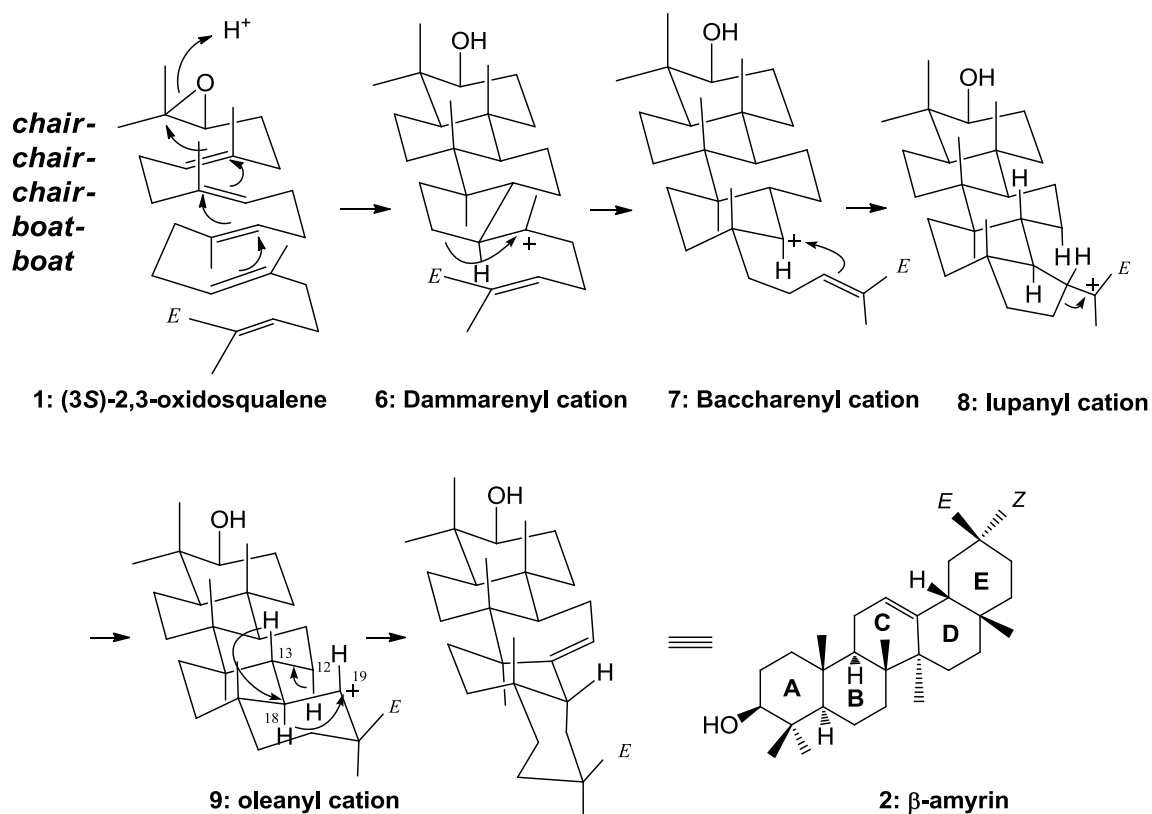 H+
OH
OH
OH
O
chair-
chair-
chair-
boat-
boat
+
H
E
E
+
H
E
H
H H
H
E
+
1: (3S)-2,3-oxidosqualene
6: Dammarenyl cation
7: Baccharenyl cation
8: lupanyl cation
OH
OH
H
13
12
H
19
+
H
18
H
E
H
E
E
Z
H
E
C
D
A
B
H
H
HO
9: oleanyl cation
2: β-amyrin